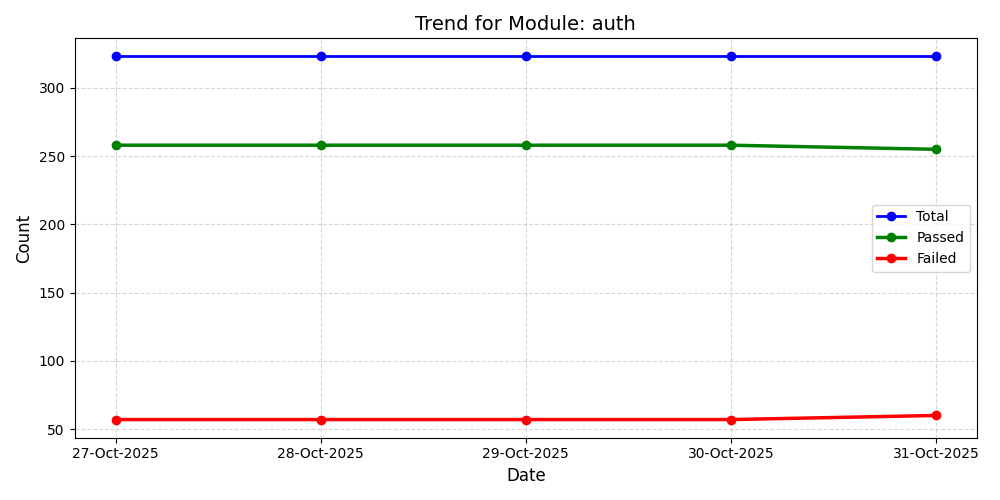 Trend for Module: auth
Count
300
250
200
150
100
50
Total
Passed
Failed
27-Oct-2025 28-Oct-2025 29-Oct-2025 30-Oct-2025 31-Oct-2025
Date